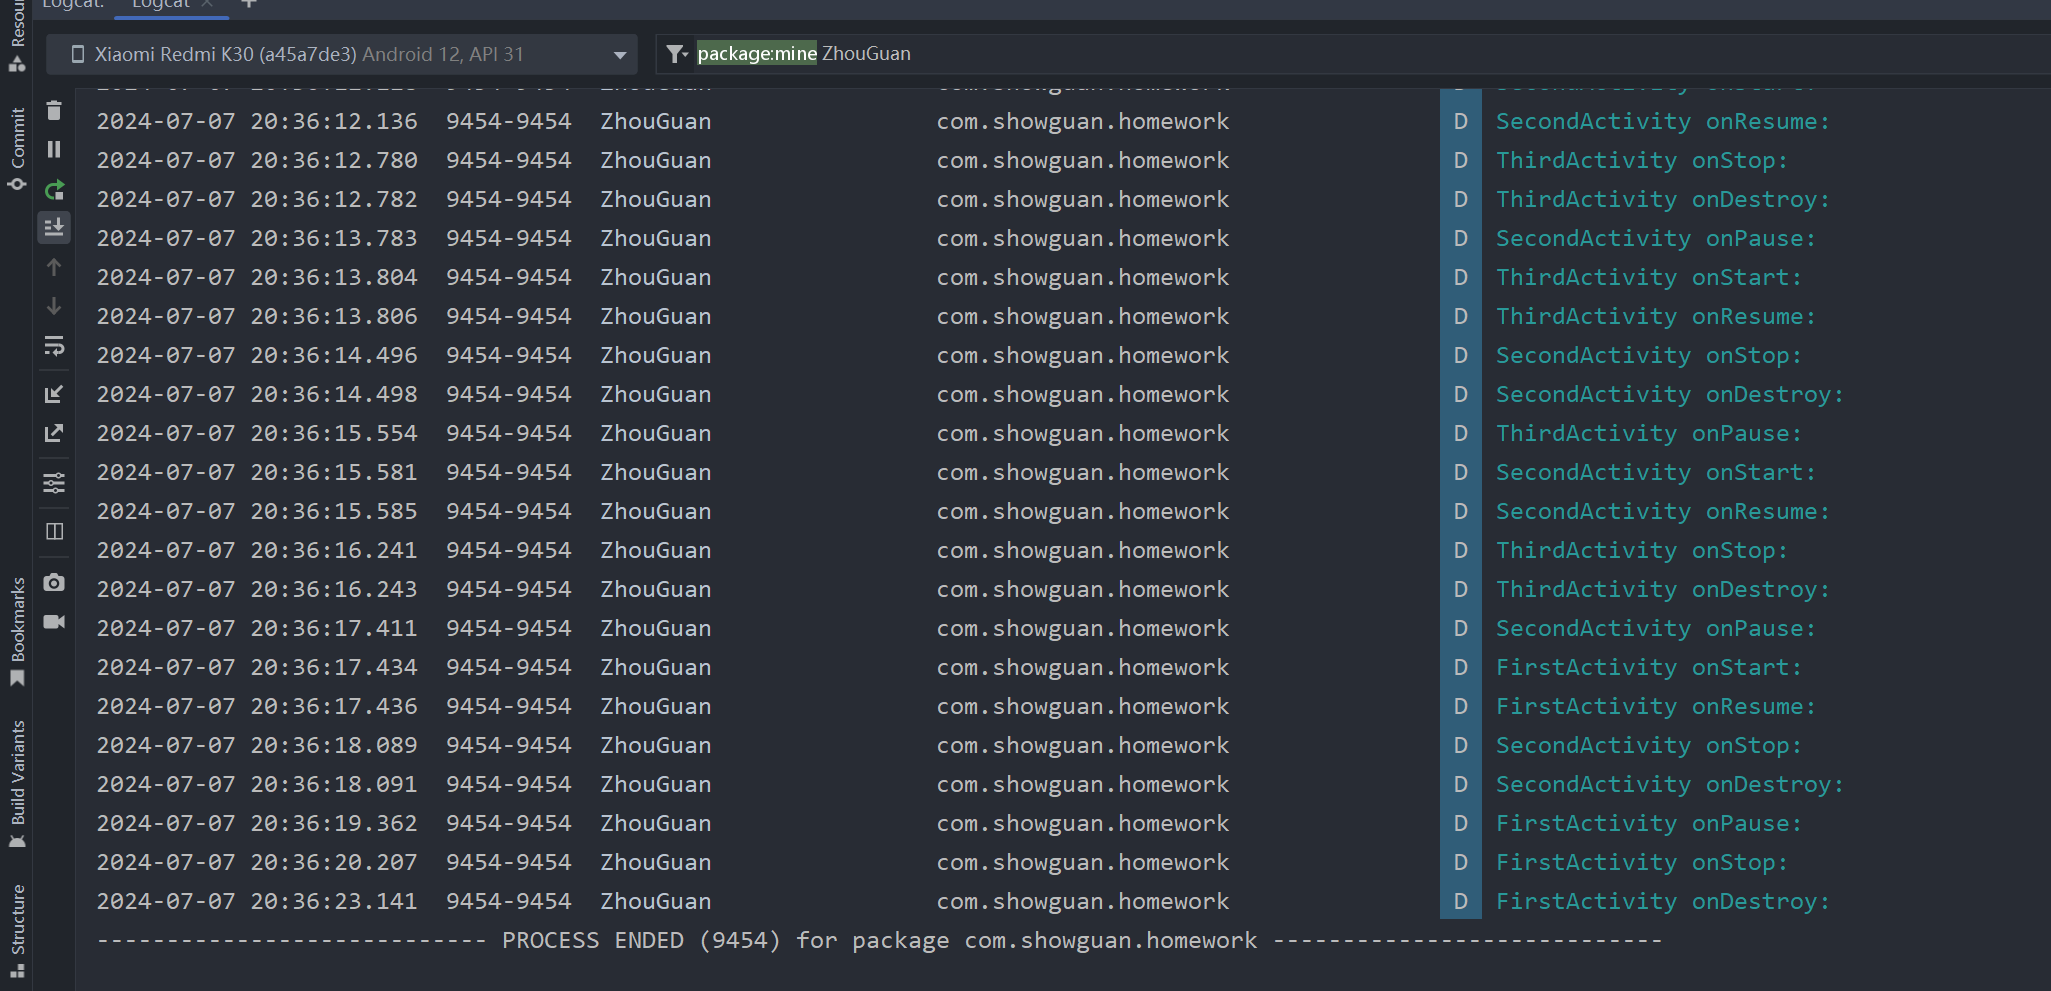 Logcat: Logcat
Xiaomi Redmi K30 (a45a7de3) Android 12, API 31
package:mine ZhouGuan
2024-07-07 20:36:12.136 9454-9454 ZhouGuan com.showguan.homework D SecondActivity onResume:
2024-07-07 20:36:12.780 9454-9454 ZhouGuan com.showguan.homework D ThirdActivity onStop:
2024-07-07 20:36:12.782 9454-9454 ZhouGuan com.showguan.homework D ThirdActivity onDestroy:
2024-07-07 20:36:13.783 9454-9454 ZhouGuan com.showguan.homework D SecondActivity onPause:
2024-07-07 20:36:13.804 9454-9454 ZhouGuan com.showguan.homework D ThirdActivity onStart:
2024-07-07 20:36:13.806 9454-9454 ZhouGuan com.showguan.homework D ThirdActivity onResume:
2024-07-07 20:36:14.496 9454-9454 ZhouGuan com.showguan.homework D SecondActivity onStop:
2024-07-07 20:36:14.498 9454-9454 ZhouGuan com.showguan.homework D SecondActivity onDestroy:
2024-07-07 20:36:15.554 9454-9454 ZhouGuan com.showguan.homework D ThirdActivity onPause:
2024-07-07 20:36:15.581 9454-9454 ZhouGuan com.showguan.homework D SecondActivity onStart:
2024-07-07 20:36:15.585 9454-9454 ZhouGuan com.showguan.homework D SecondActivity onResume:
2024-07-07 20:36:16.241 9454-9454 ZhouGuan com.showguan.homework D ThirdActivity onStop:
2024-07-07 20:36:16.243 9454-9454 ZhouGuan com.showguan.homework D ThirdActivity onDestroy:
2024-07-07 20:36:17.411 9454-9454 ZhouGuan com.showguan.homework D SecondActivity onPause:
2024-07-07 20:36:17.434 9454-9454 ZhouGuan com.showguan.homework D FirstActivity onStart:
2024-07-07 20:36:17.436 9454-9454 ZhouGuan com.showguan.homework D FirstActivity onResume:
2024-07-07 20:36:18.089 9454-9454 ZhouGuan com.showguan.homework D SecondActivity onStop:
2024-07-07 20:36:18.091 9454-9454 ZhouGuan com.showguan.homework D SecondActivity onDestroy:
2024-07-07 20:36:19.362 9454-9454 ZhouGuan com.showguan.homework D FirstActivity onPause:
2024-07-07 20:36:20.207 9454-9454 ZhouGuan com.showguan.homework D FirstActivity onStop:
2024-07-07 20:36:23.141 9454-9454 ZhouGuan com.showguan.homework D FirstActivity onDestroy:
---------------------------- PROCESS ENDED (9454) for package com.showguan.homework ----------------------------
Commit
Bookmarks
Build Variants
Structure